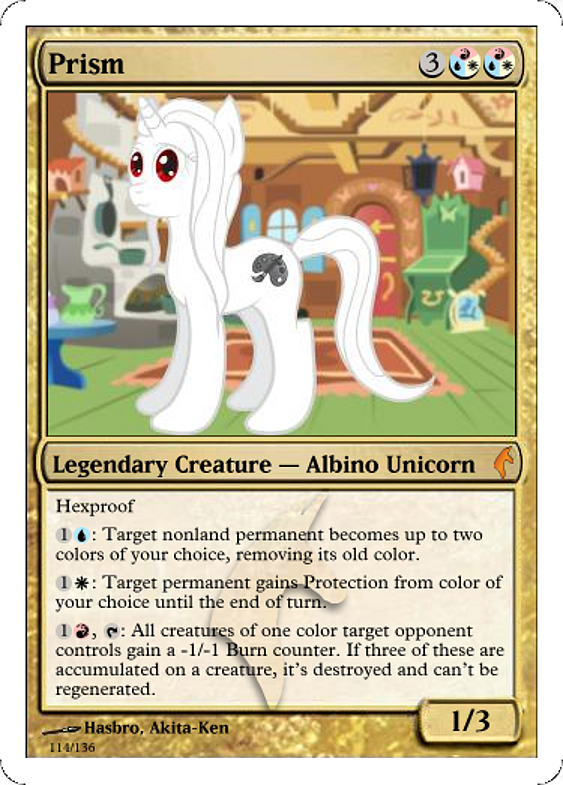 Prism 3
Legendary Creature — Albino Unicorn
Hexproof
1 : Target nonland permanent becomes up to two
colors of your choice, removing its old color.
1 : Target permanent gains Protection from color of
your choice until the end of turn.
1 , : All creatures of one color target opponent
controls gain a -1/-1 Burn counter. If three of these are
accumulated on a creature, it's destroyed and can't be
regenerated.
1/3
Hasbro, Akita-Ken
114/136